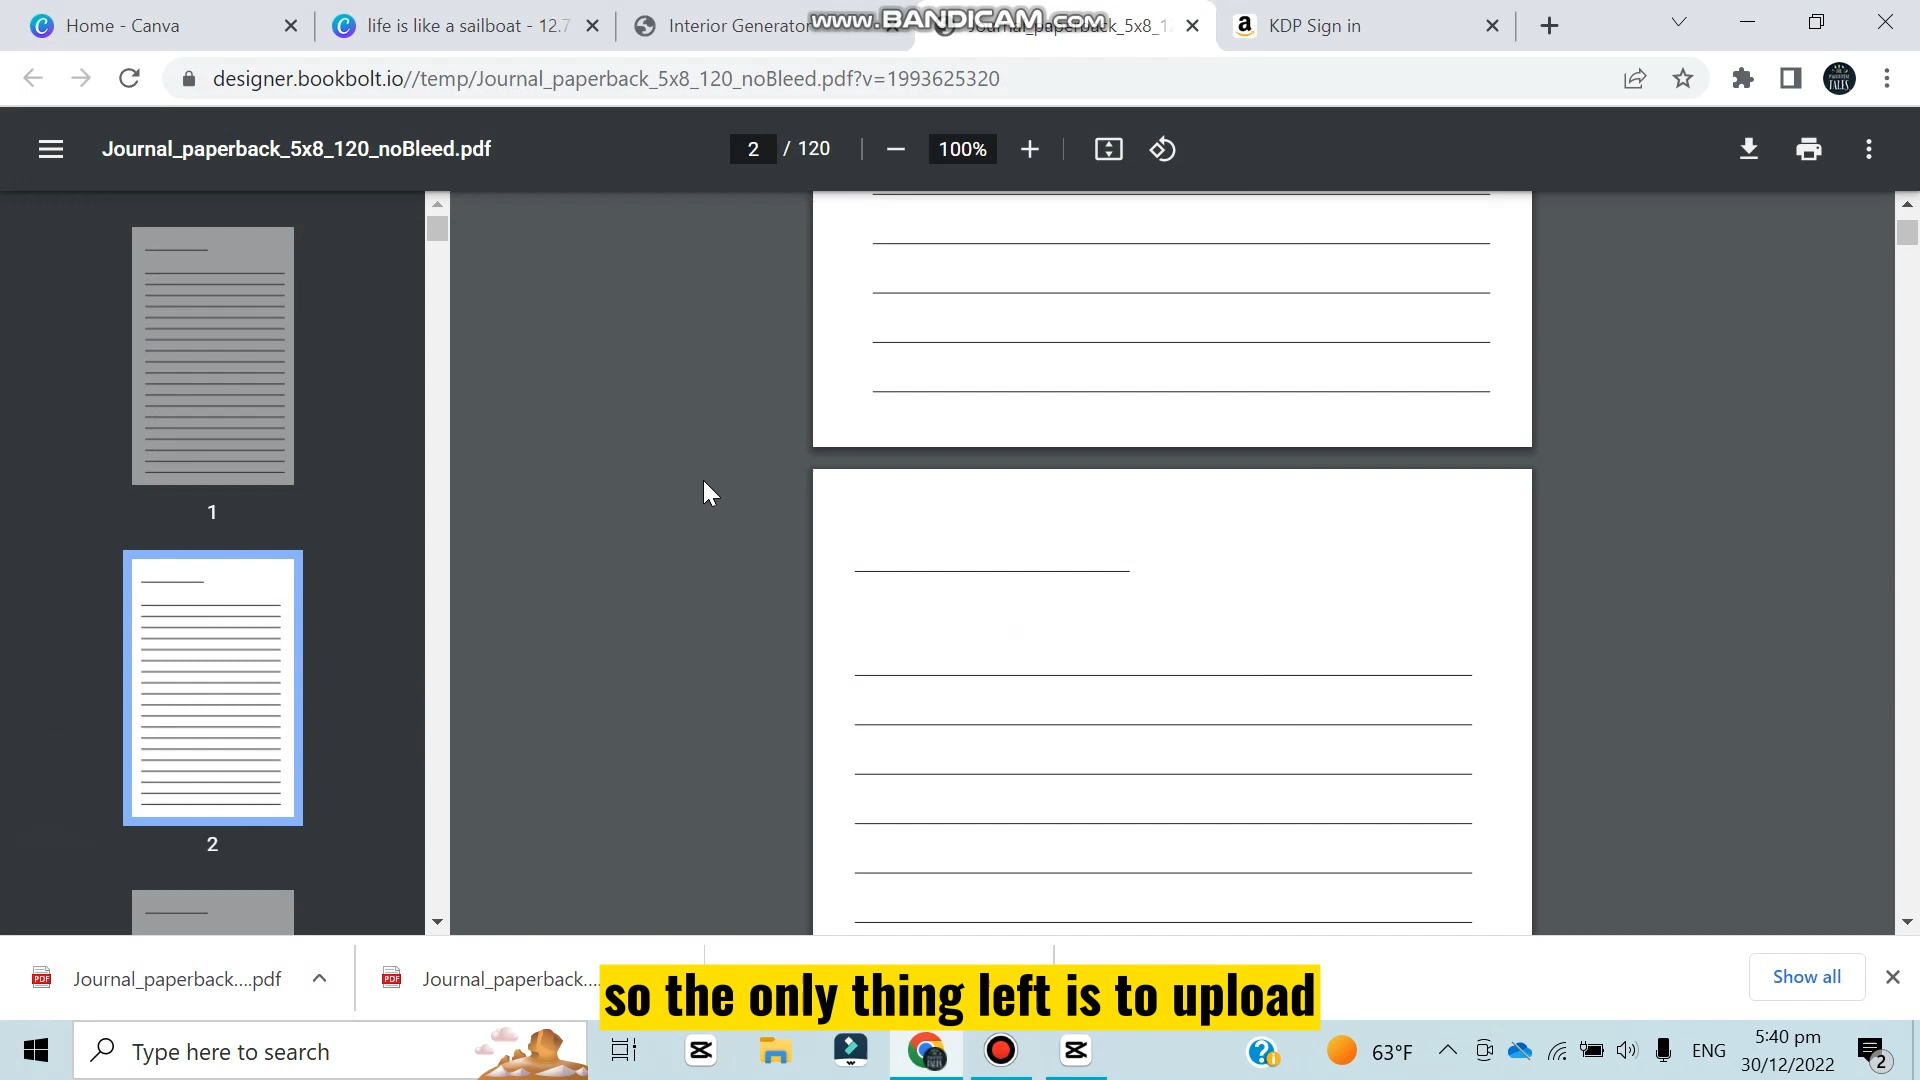 Home - Canva
life is like a sailboat - 12.7
Interior Generator
www.BANDICAM.com
Journal_paperback_5x8_1
KDP Sign in
designer.bookbolt.io//temp/Journal_paperback_5x8_120_noBleed.pdf?v=1993625320
Journal_paperback_5x8_120_noBleed.pdf
2 / 120
100%
1
2
Journal_paperback....pdf
Journal_paperback....
Show all
so the only thing left is to upload
Type here to search
63°F
ENG
5:40 pm
30/12/2022
2